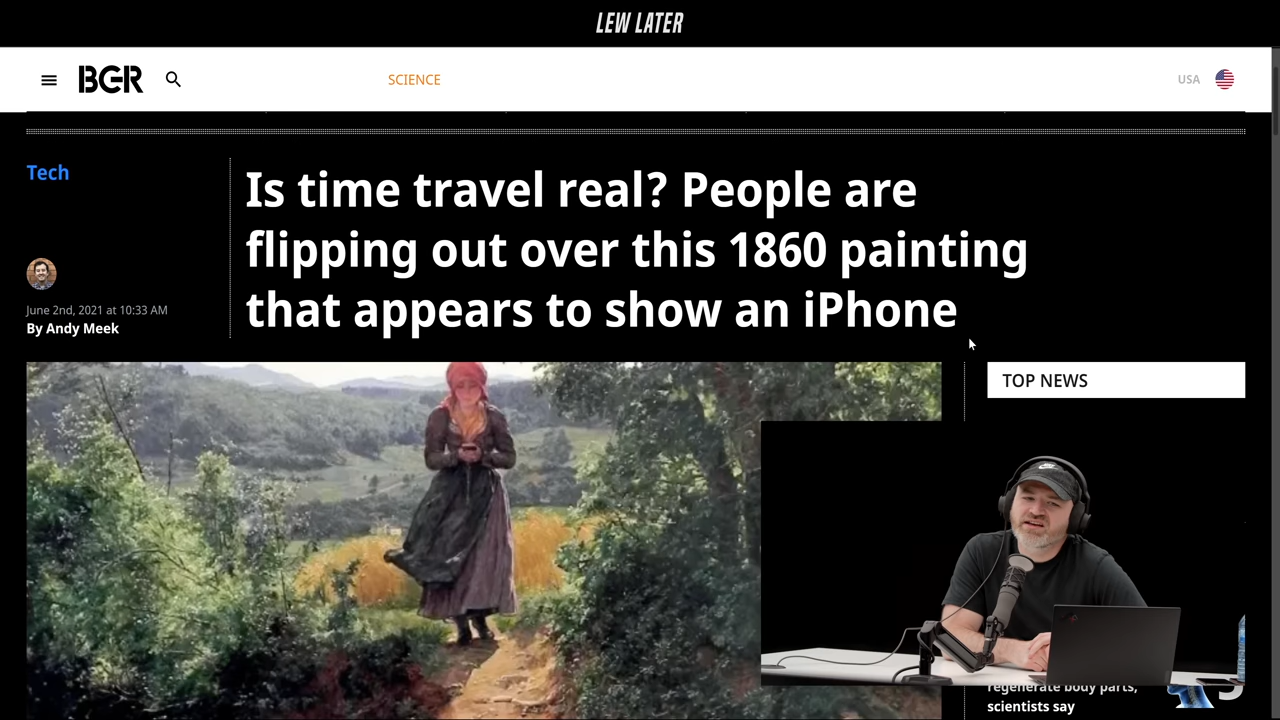 LEW LATER
BGR
SCIENCE
USA
Tech
Is time travel real? People are
flipping out over this 1860 painting
that appears to show an iPhone
June 2nd, 2021 at 10:33 AM
By Andy Meek
TOP NEWS
regenerate body parts,
scientists say